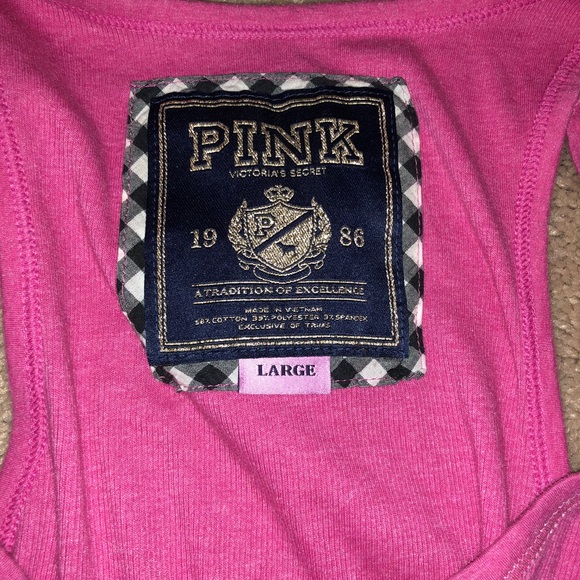 PINK
VICTORIA'S SECRET
P
19 86
A TRADITION OF EXCELLENCE
MADE IN VIETNAM
58% COTTON 39% POLYESTER 3% SPANDEX
EXCLUSIVE OF TRIMS
LARGE